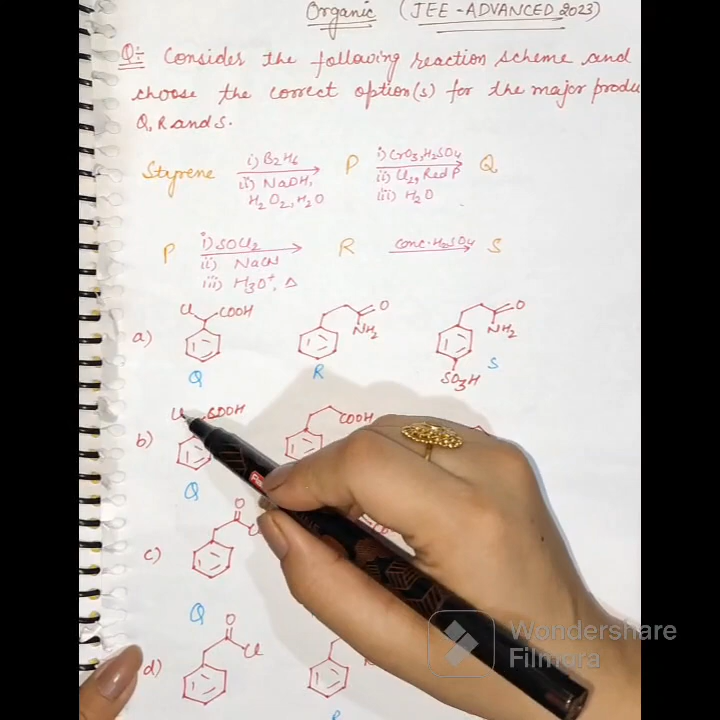 Organic (JEE-ADVANCED 2023)
Q:- Consider the following reaction scheme and
choose the correct option(s) for the major produ
Q, R and S.
Styrene i) B2H6 ii) NaOH, H2O2, H2O P i) CrO3, H2SO4 ii) Cl2, Red P iii) H2O Q
P i) SOCl2 ii) NaCN iii) H3O+, Δ R conc. H2SO4 S
a) Cl COOH O NH2 O NH2 SO3H
Q R S
b) Cl COOH COOH
Q
c) O
Q
d) O Cl
Wondershare
Filmora